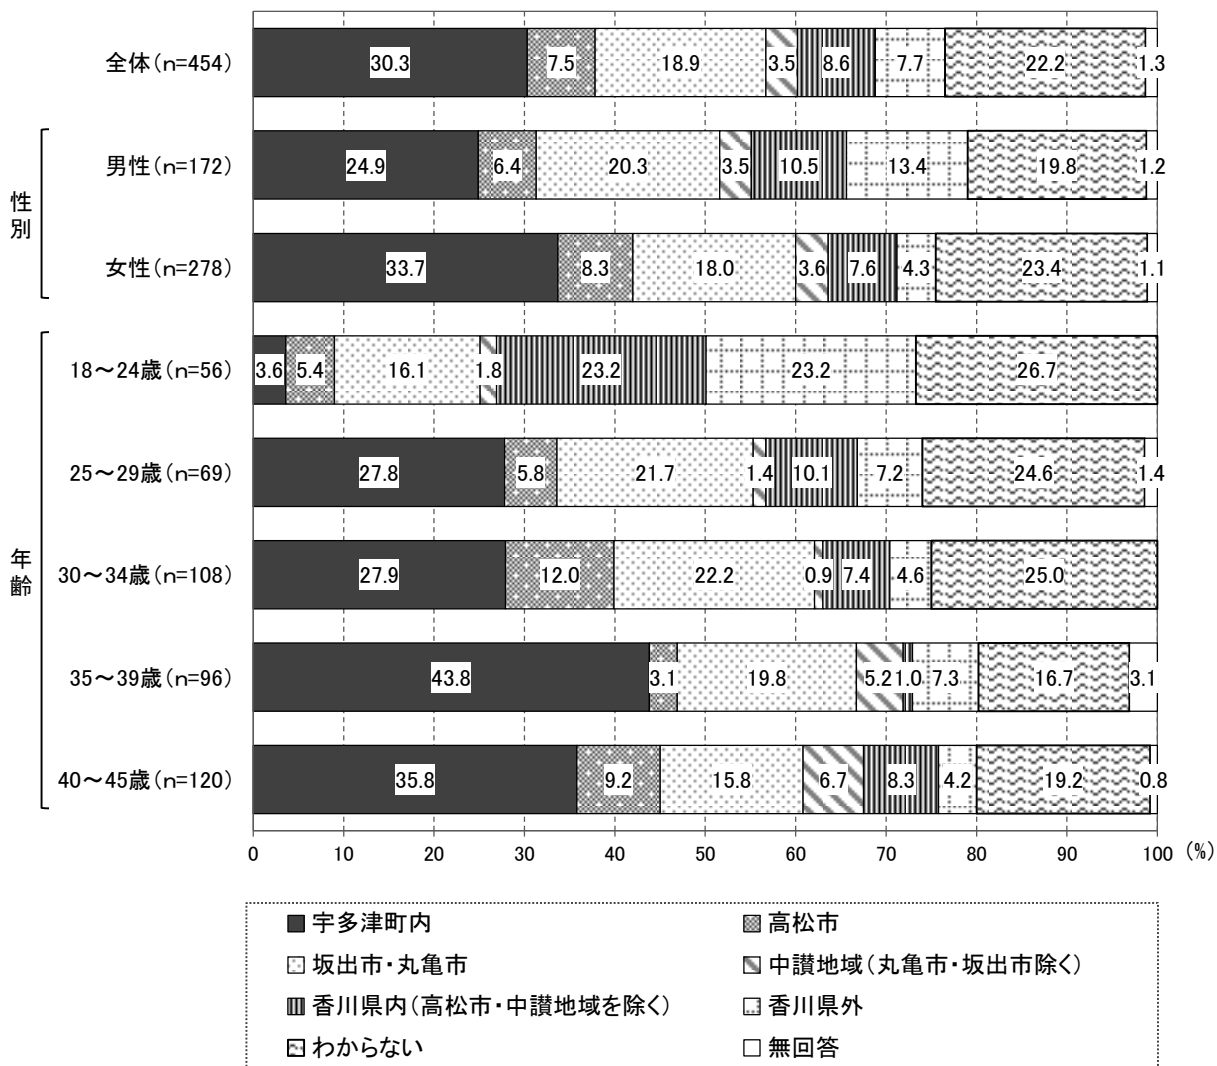 全体(n=454) 30.3 7.5 18.9 3.5 8.6 7.7 22.2 1.3
性別
男性(n=172) 24.9 6.4 20.3 3.5 10.5 13.4 19.8 1.2
女性(n=278) 33.7 8.3 18.0 3.6 7.6 4.3 23.4 1.1
年齢
18～24歳(n=56) 3.6 5.4 16.1 1.8 23.2 23.2 26.7
25～29歳(n=69) 27.8 5.8 21.7 1.4 10.1 7.2 24.6 1.4
30～34歳(n=108) 27.9 12.0 22.2 0.9 7.4 4.6 25.0
35～39歳(n=96) 43.8 3.1 19.8 5.2 1.0 7.3 16.7 3.1
40～45歳(n=120) 35.8 9.2 15.8 6.7 8.3 4.2 19.2 0.8
0 10 20 30 40 50 60 70 80 90 100 (%)
宇多津町内 高松市
坂出市・丸亀市 中讃地域(丸亀市・坂出市除く)
香川県内(高松市・中讃地域を除く) 香川県外
わからない 無回答